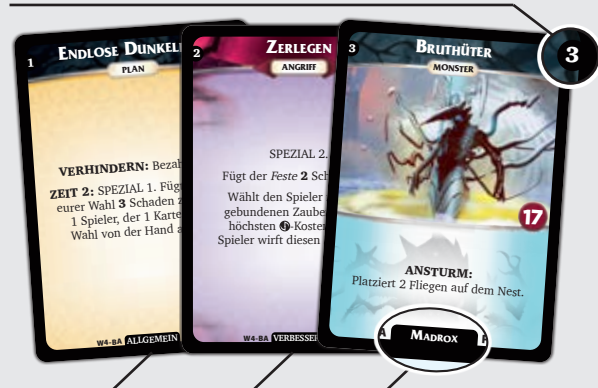 1
ENDLOSE DUNKEL
PLAN
VERHINDERN: Bezah
ZEIT 2: SPEZIAL 1. Füg
eurer Wahl 3 Schaden z
1 Spieler, der 1 Karte
Wahl von der Hand a
W4-BA ALLGEMEIN
2
ZERLEGEN
ANGRIFF
SPEZIAL 2.
Fügt der Feste 2 Sch
Wählt den Spieler
gebundenen Zaube
höchsten -Koste
Spieler wirft diesen
W4-BA VERBESSE
3
BRUTHÜTER
MONSTER
17
ANSTURM:
Platziert 2 Fliegen auf dem Nest.
A MADROX
3